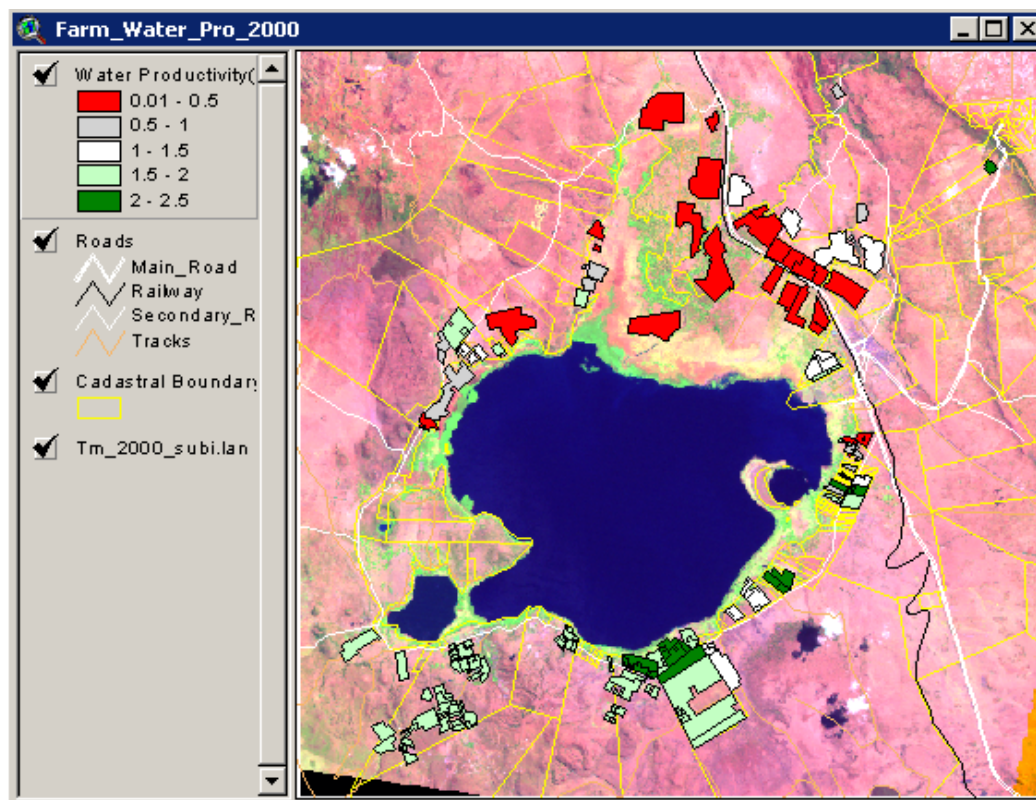 Farm_Water_Pro_2000
Water Productivity(
0.01 - 0.5
0.5 - 1
1 - 1.5
1.5 - 2
2 - 2.5
Roads
Main_Road
Railway
Secondary_R
Tracks
Cadastral Boundary
Tm_2000_subi.lan